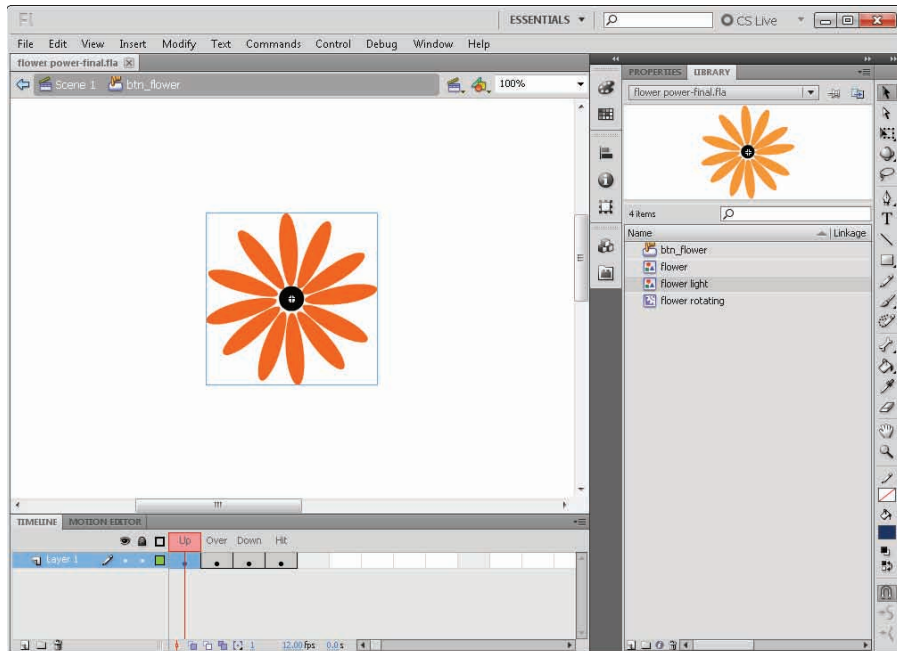 Fl
ESSENTIALS
CS Live
File Edit View Insert Modify Text Commands Control Debug Window Help
flower power-final.fla
Scene 1 btn_flower 100%
PROPERTIES LIBRARY
flower power-final.fla
4 items
Name Linkage
btn_flower
flower
flower light
flower rotating
TIMELINE MOTION EDITOR
Up Over Down Hit
Layer 1
1 12.00 fps 0.0 s